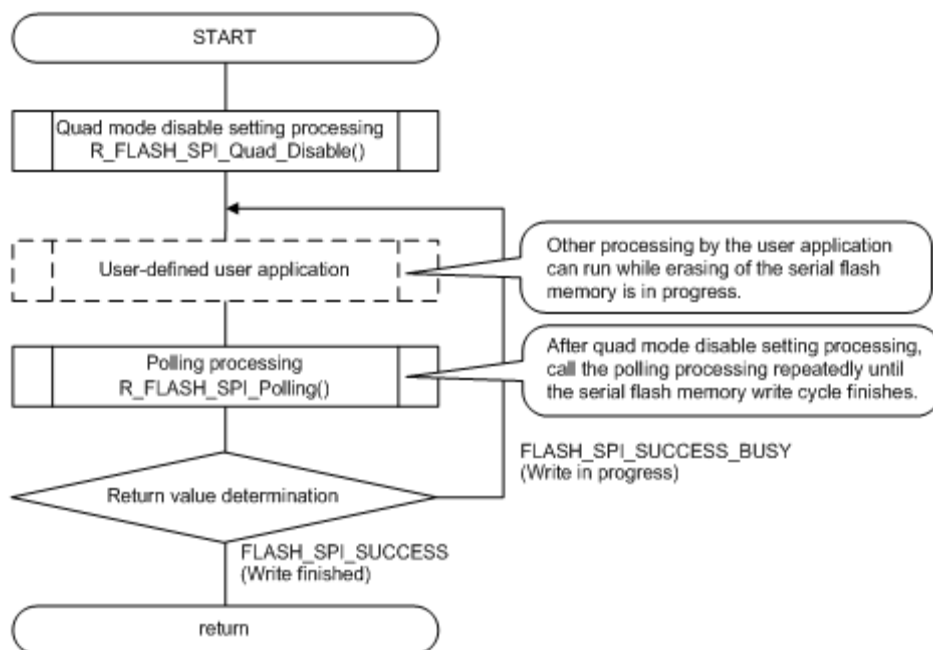 START
Quad mode disable setting processing
R_FLASH_SPI_Quad_Disable()
User-defined user application
Other processing by the user application
can run while erasing of the serial flash
memory is in progress.
Polling processing
R_FLASH_SPI_Polling()
After quad mode disable setting processing,
call the polling processing repeatedly until
the serial flash memory write cycle finishes.
FLASH_SPI_SUCCESS_BUSY
(Write in progress)
Return value determination
FLASH_SPI_SUCCESS
(Write finished)
return